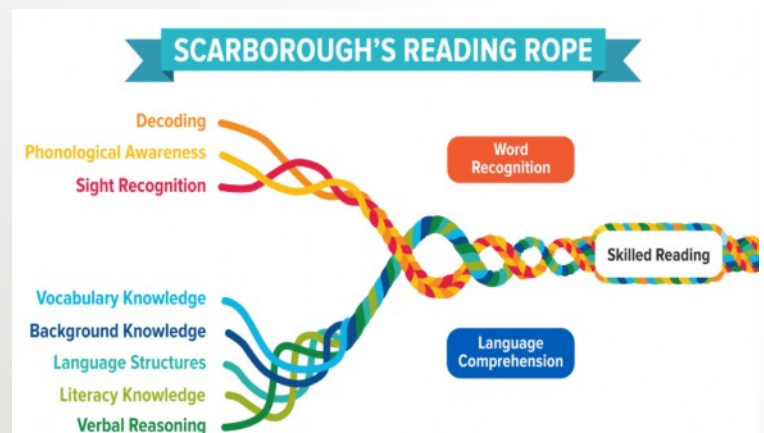 SCARBOROUGH'S READING ROPE
Decoding
Phonological Awareness
Sight Recognition
Word
Recognition
Skilled Reading
Vocabulary Knowledge
Background Knowledge
Language Structures
Literacy Knowledge
Verbal Reasoning
Language
Comprehension